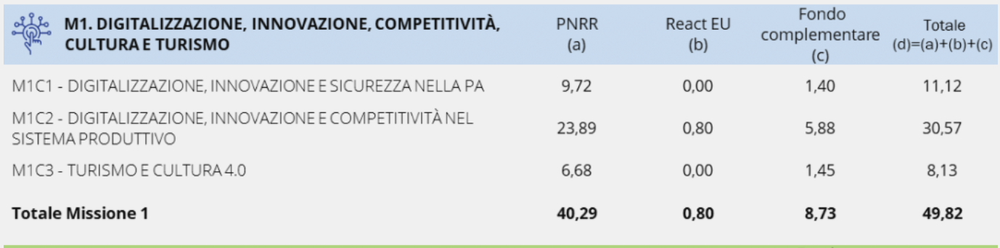 M1. DIGITALIZZAZIONE, INNOVAZIONE, COMPETITIVITÀ, CULTURA E TURISMO PNRR (a) React EU (b) Fondo complementare (c) Totale (d)=(a)+(b)+(c)
M1C1 - DIGITALIZZAZIONE, INNOVAZIONE E SICUREZZA NELLA PA 9,72 0,00 1,40 11,12
M1C2 - DIGITALIZZAZIONE, INNOVAZIONE E COMPETITIVITÀ NEL SISTEMA PRODUTTIVO 23,89 0,80 5,88 30,57
M1C3 - TURISMO E CULTURA 4.0 6,68 0,00 1,45 8,13
Totale Missione 1 40,29 0,80 8,73 49,82